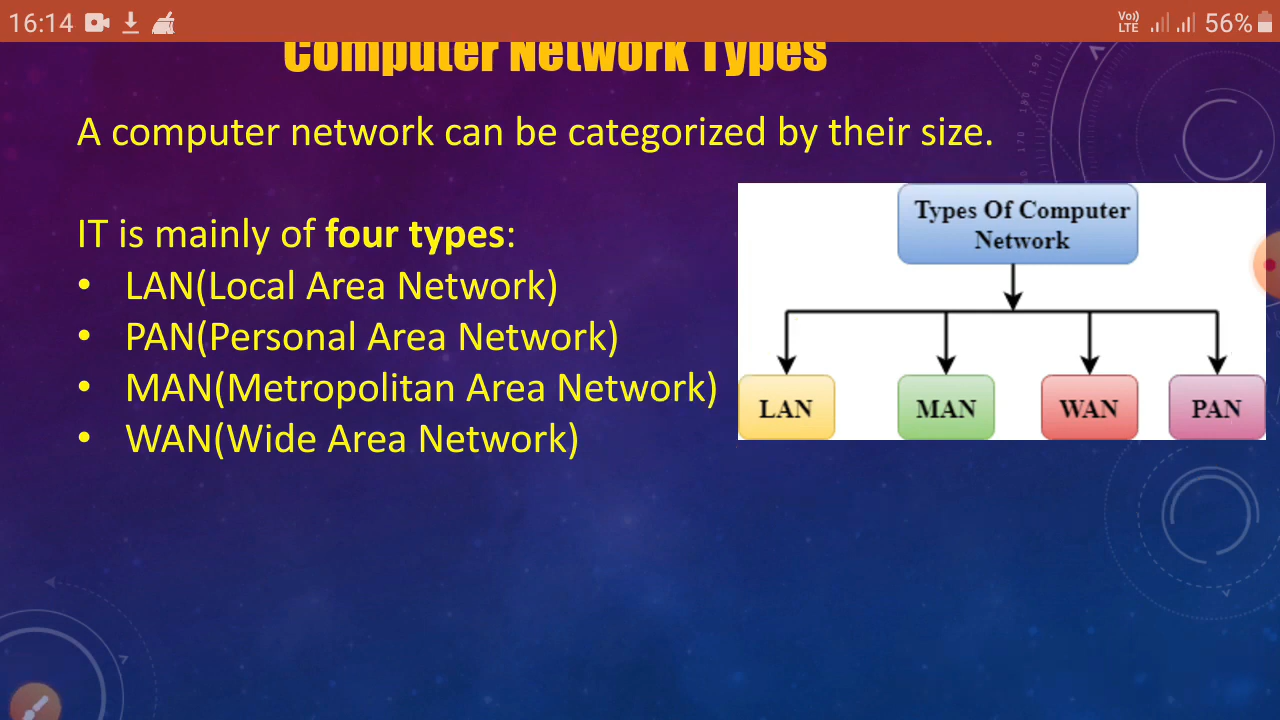 16:14
Vo)) LTE
56%
Computer Network Types
A computer network can be categorized by their size.
IT is mainly of four types:
• LAN(Local Area Network)
• PAN(Personal Area Network)
• MAN(Metropolitan Area Network)
• WAN(Wide Area Network)
Types Of Computer
Network
LAN
MAN
WAN
PAN